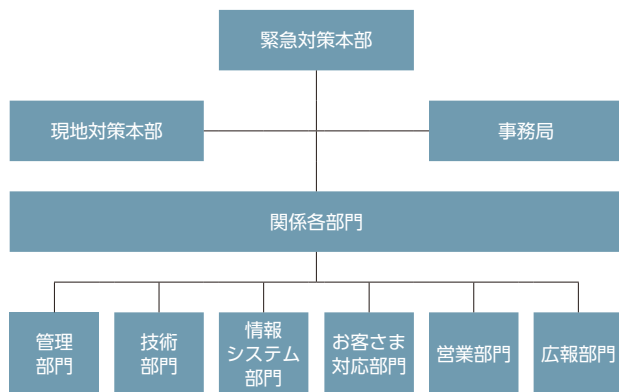 緊急対策本部
現地対策本部
事務局
関係各部門
管理
部門
技術
部門
情報
システム
部門
お客さま
対応部門
営業部門
広報部門